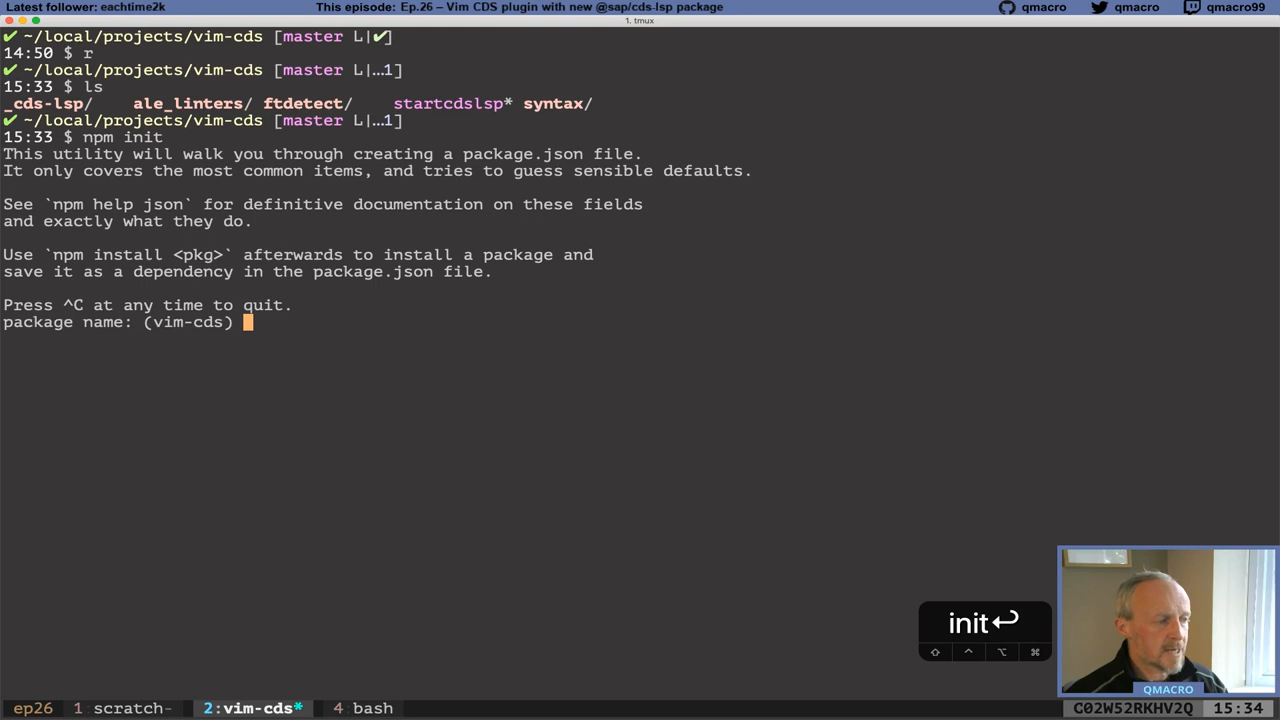 Latest follower: eachtime2k This episode: Ep.26 – Vim CDS plugin with new @sap/cds-lsp package qmacro qmacro qmacro99
1. tmux
✔ ~/local/projects/vim-cds [master L|✔]
14:50 $ r
✔ ~/local/projects/vim-cds [master L|…1]
15:33 $ ls
_cds-lsp/ ale_linters/ ftdetect/ startcdslsp* syntax/
✔ ~/local/projects/vim-cds [master L|…1]
15:33 $ npm init
This utility will walk you through creating a package.json file.
It only covers the most common items, and tries to guess sensible defaults.
See `npm help json` for definitive documentation on these fields
and exactly what they do.
Use `npm install <pkg>` afterwards to install a package and
save it as a dependency in the package.json file.
Press ^C at any time to quit.
package name: (vim-cds)
init↩
⇧ ^ ⌥ ⌘
QMACRO
ep26 1 scratch- 2:vim-cds* 4 bash C02W52RKHV2Q 15:34